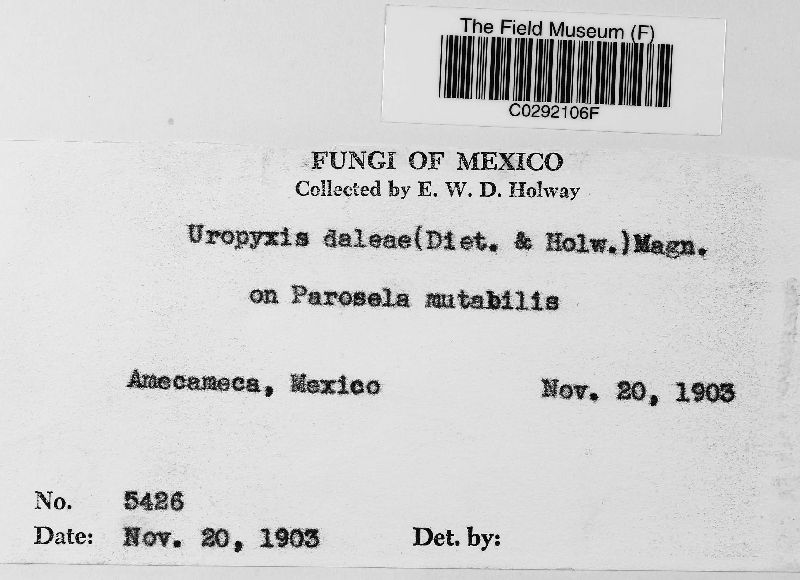 The Field Museum (F)
C0292106F
FUNGI OF MEXICO
Collected by E. W. D. Holway
Uropyxis daleae(Diet. & Holw.)Magn.
on Parosela mutabilis
Amecameca, Mexico Nov. 20, 1903
No. 5426
Date: Nov. 20, 1903 Det. by: